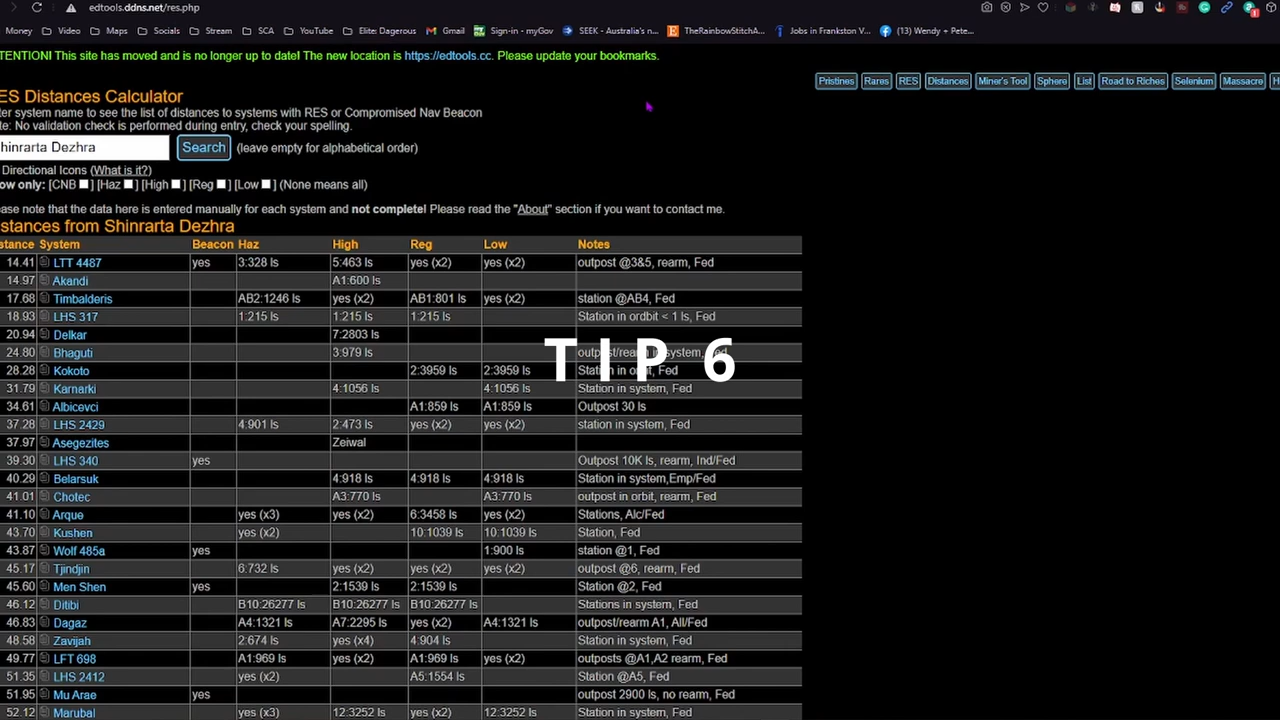 edtools.ddns.net/res.php
Money Video Maps Socials Stream SCA YouTube Elite: Dagerous Gmail Sign-in - myGov SEEK - Australia's n... TheRainbowStitchA... Jobs in Frankston V... (13) Wendy + Pete...
TENTION! This site has moved and is no longer up to date! The new location is https://edtools.cc. Please update your bookmarks.
Pristines Rares RES Distances Miner's Tool Sphere List Road to Riches Selenium Massacre H
ES Distances Calculator
ter system name to see the list of distances to systems with RES or Compromised Nav Beacon
te: No validation check is performed during entry, check your spelling.
hinrarta Dezhra Search (leave empty for alphabetical order)
Directional Icons (What is it?)
ow only: [CNB ] [Haz ] [High ] [Reg ] [Low ] (None means all)
ease note that the data here is entered manually for each system and not complete! Please read the "About" section if you want to contact me.
stances from Shinrarta Dezhra
stance System Beacon Haz High Reg Low Notes
14.41 LTT 4487 yes 3:328 ls 5:463 ls yes (x2) yes (x2) outpost @3&5, rearm, Fed
14.97 Akandi A1:600 ls
17.68 Timbalderis AB2:1246 ls yes (x2) AB1:801 ls yes (x2) station @AB4, Fed
18.93 LHS 317 1:215 ls 1:215 ls 1:215 ls Station in ordbit < 1 ls, Fed
20.94 Delkar 7:2803 ls
24.80 Bhaguti 3:979 ls outpost/rearm in system, Fed
TIP 6
28.28 Kokoto 2:3959 ls 2:3959 ls Station in orbit, Fed
31.79 Karnarki 4:1056 ls 4:1056 ls Station in system, Fed
34.61 Albicevci A1:859 ls A1:859 ls Outpost 30 ls
37.28 LHS 2429 4:901 ls 2:473 ls yes (x2) yes (x2) station in system, Fed
37.97 Asegezites Zeiwal
39.30 LHS 340 yes Outpost 10K ls, rearm, Ind/Fed
40.29 Belarsuk 4:918 ls 4:918 ls 4:918 ls Station in system,Emp/Fed
41.01 Chotec A3:770 ls A3:770 ls outpost in orbit, rearm, Fed
41.10 Arque yes (x3) yes (x2) 6:3458 ls yes (x2) Stations, Alc/Fed
43.70 Kushen yes (x2) 10:1039 ls 10:1039 ls Station, Fed
43.87 Wolf 485a yes 1:900 ls station @1, Fed
45.17 Tjindjin 6:732 ls yes (x2) yes (x2) yes (x2) outpost @6, rearm, Fed
45.60 Men Shen yes 2:1539 ls 2:1539 ls Station @2, Fed
46.12 Ditibi B10:26277 ls B10:26277 ls B10:26277 ls Stations in system, Fed
46.83 Dagaz A4:1321 ls A7:2295 ls yes (x2) A4:1321 ls outpost/rearm A1, All/Fed
48.58 Zavijah 2:674 ls yes (x4) 4:904 ls Station in system, Fed
49.77 LFT 698 A1:969 ls yes (x2) A1:969 ls yes (x2) outposts @A1,A2 rearm, Fed
51.35 LHS 2412 yes (x2) A5:1554 ls Station @A5, Fed
51.95 Mu Arae yes outpost 2900 ls, no rearm, Fed
52.12 Marubal yes (x3) 12:3252 ls yes (x2) 12:3252 ls Station in system, Fed